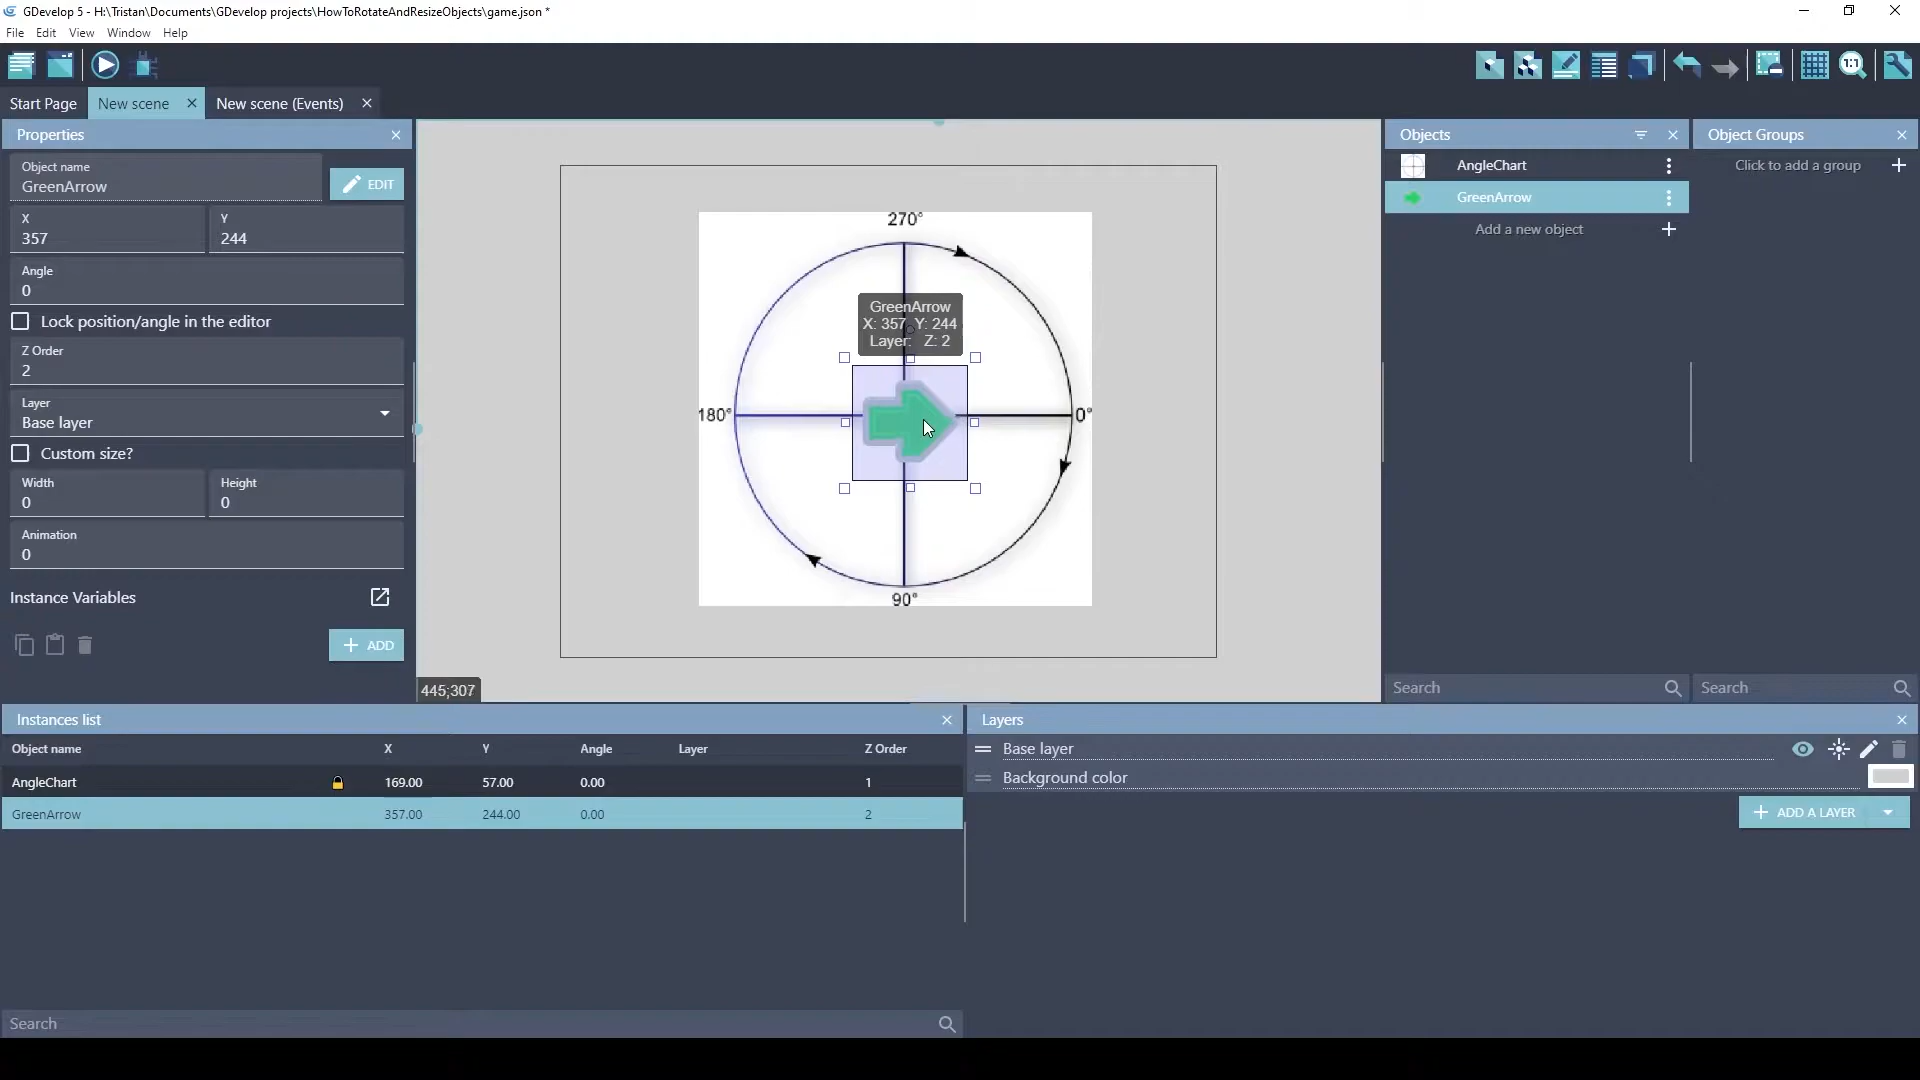 GDevelop 5 - H:\Tristan\Documents\GDevelop projects\HowToRotateAndResizeObjects\game.json *
File Edit View Window Help
1:1
Start Page New scene New scene (Events)
Properties
Object name
GreenArrow
EDIT
X
357
Y
244
Angle
0
Lock position/angle in the editor
Z Order
2
Layer
Base layer
Custom size?
Width
0
Height
0
Animation
0
Instance Variables
ADD
270°
GreenArrow
X: 357 Y: 244
Layer: Z: 2
180°
0°
90°
445;307
Objects
AngleChart
GreenArrow
Add a new object
Search
Object Groups
Click to add a group
Search
Instances list
Object name X Y Angle Layer Z Order
AngleChart 169.00 57.00 0.00 1
GreenArrow 357.00 244.00 0.00 2
Search
Layers
Base layer
Background color
ADD A LAYER